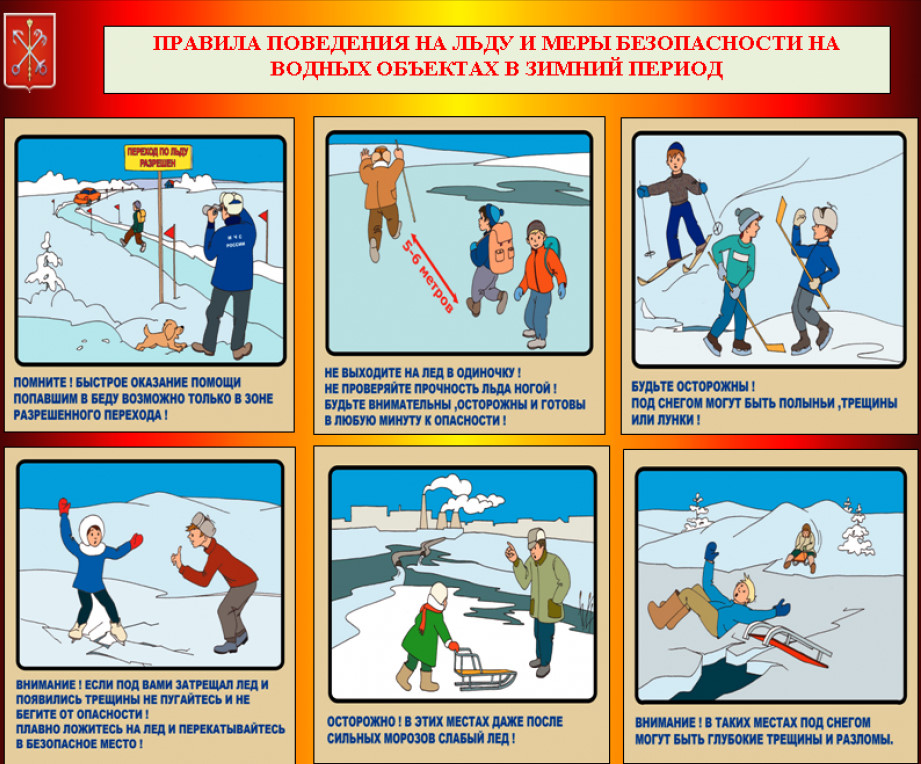 ПРАВИЛА ПОВЕДЕНИЯ НА ЛЬДУ И МЕРЫ БЕЗОПАСНОСТИ НА
ВОДНЫХ ОБЪЕКТАХ В ЗИМНИЙ ПЕРИОД
ПЕРЕХОД ПО ЛЬДУ
РАЗРЕШЕН
М Ч С
РОССИИ
ПОМНИТЕ ! БЫСТРОЕ ОКАЗАНИЕ ПОМОЩИ
ПОПАВШИМ В БЕДУ ВОЗМОЖНО ТОЛЬКО В ЗОНЕ
РАЗРЕШЕННОГО ПЕРЕХОДА !
5-6 метров
НЕ ВЫХОДИТЕ НА ЛЕД В ОДИНОЧКУ !
НЕ ПРОВЕРЯЙТЕ ПРОЧНОСТЬ ЛЬДА НОГОЙ !
БУДЬТЕ ВНИМАТЕЛЬНЫ ,ОСТОРОЖНЫ И ГОТОВЫ
В ЛЮБУЮ МИНУТУ К ОПАСНОСТИ !
БУДЬТЕ ОСТОРОЖНЫ !
ПОД СНЕГОМ МОГУТ БЫТЬ ПОЛЫНЬИ ,ТРЕЩИНЫ
ИЛИ ЛУНКИ !
ВНИМАНИЕ ! ЕСЛИ ПОД ВАМИ ЗАТРЕЩАЛ ЛЕД И
ПОЯВИЛИСЬ ТРЕЩИНЫ НЕ ПУГАЙТЕСЬ И НЕ
БЕГИТЕ ОТ ОПАСНОСТИ !
ПЛАВНО ЛОЖИТЕСЬ НА ЛЕД И ПЕРЕКАТЫВАЙТЕСЬ
В БЕЗОПАСНОЕ МЕСТО !
ОСТОРОЖНО ! В ЭТИХ МЕСТАХ ДАЖЕ ПОСЛЕ
СИЛЬНЫХ МОРОЗОВ СЛАБЫЙ ЛЕД !
ВНИМАНИЕ ! В ТАКИХ МЕСТАХ ПОД СНЕГОМ
МОГУТ БЫТЬ ГЛУБОКИЕ ТРЕЩИНЫ И РАЗЛОМЫ.